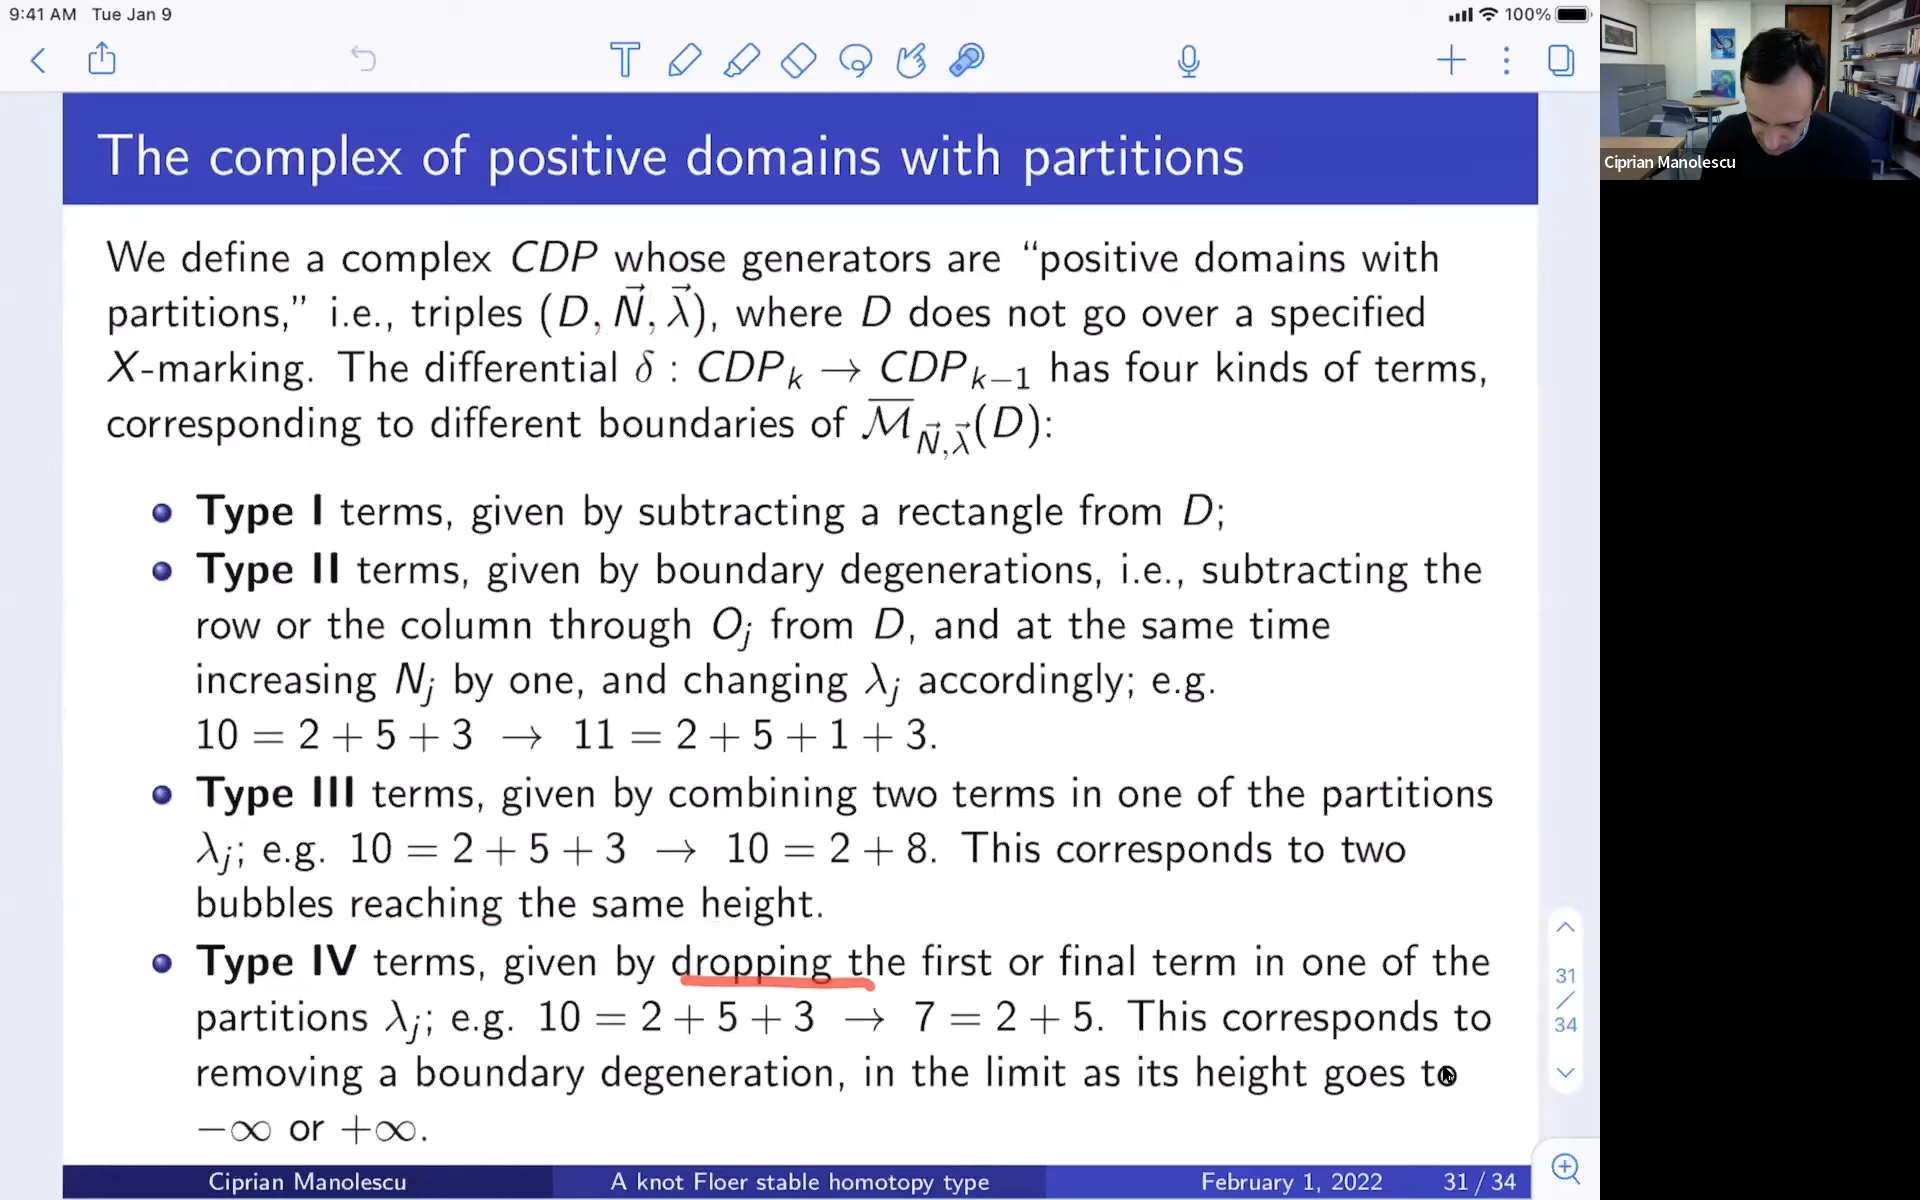 9:41 AM Tue Jan 9
100%
Ciprian Manolescu
The complex of positive domains with partitions
We define a complex CDP whose generators are “positive domains with
partitions,” i.e., triples (D, N⃗, λ⃗), where D does not go over a specified
X-marking. The differential δ : CDPₖ → CDPₖ₋₁ has four kinds of terms,
corresponding to different boundaries of M̅_{N⃗,λ⃗}(D):
• Type I terms, given by subtracting a rectangle from D;
• Type II terms, given by boundary degenerations, i.e., subtracting the
row or the column through Oⱼ from D, and at the same time
increasing Nⱼ by one, and changing λⱼ accordingly; e.g.
10 = 2 + 5 + 3 → 11 = 2 + 5 + 1 + 3.
• Type III terms, given by combining two terms in one of the partitions
λⱼ; e.g. 10 = 2 + 5 + 3 → 10 = 2 + 8. This corresponds to two
bubbles reaching the same height.
• Type IV terms, given by dropping the first or final term in one of the
partitions λⱼ; e.g. 10 = 2 + 5 + 3 → 7 = 2 + 5. This corresponds to
removing a boundary degeneration, in the limit as its height goes to
−∞ or +∞.
31
/
34
Ciprian Manolescu A knot Floer stable homotopy type February 1, 2022 31 / 34